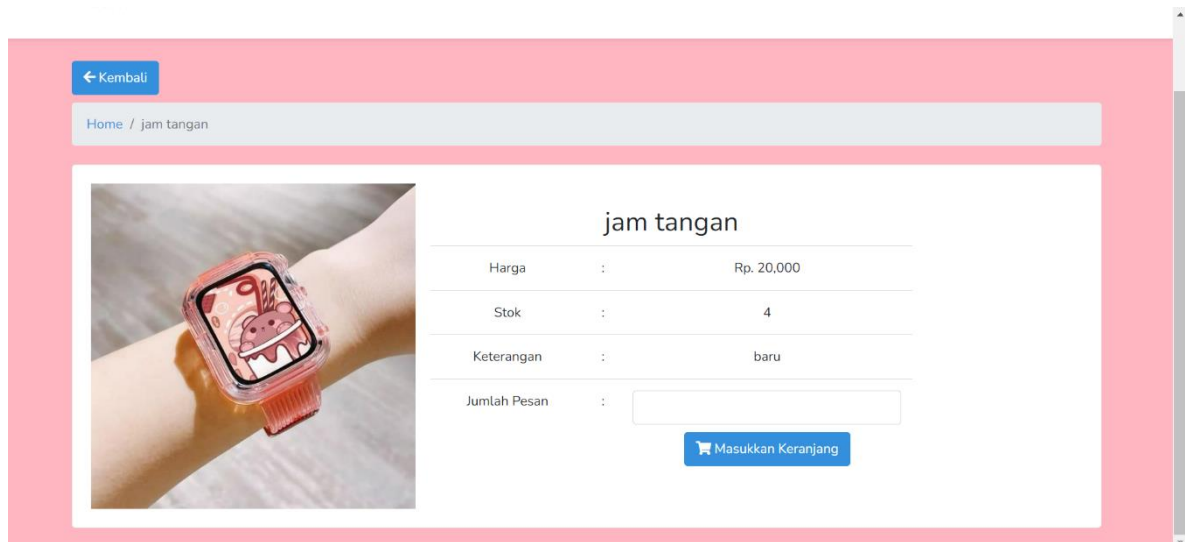 Kembali
Home / jam tangan
jam tangan
Harga : Rp. 20,000
Stok : 4
Keterangan : baru
Jumlah Pesan :
Masukkan Keranjang